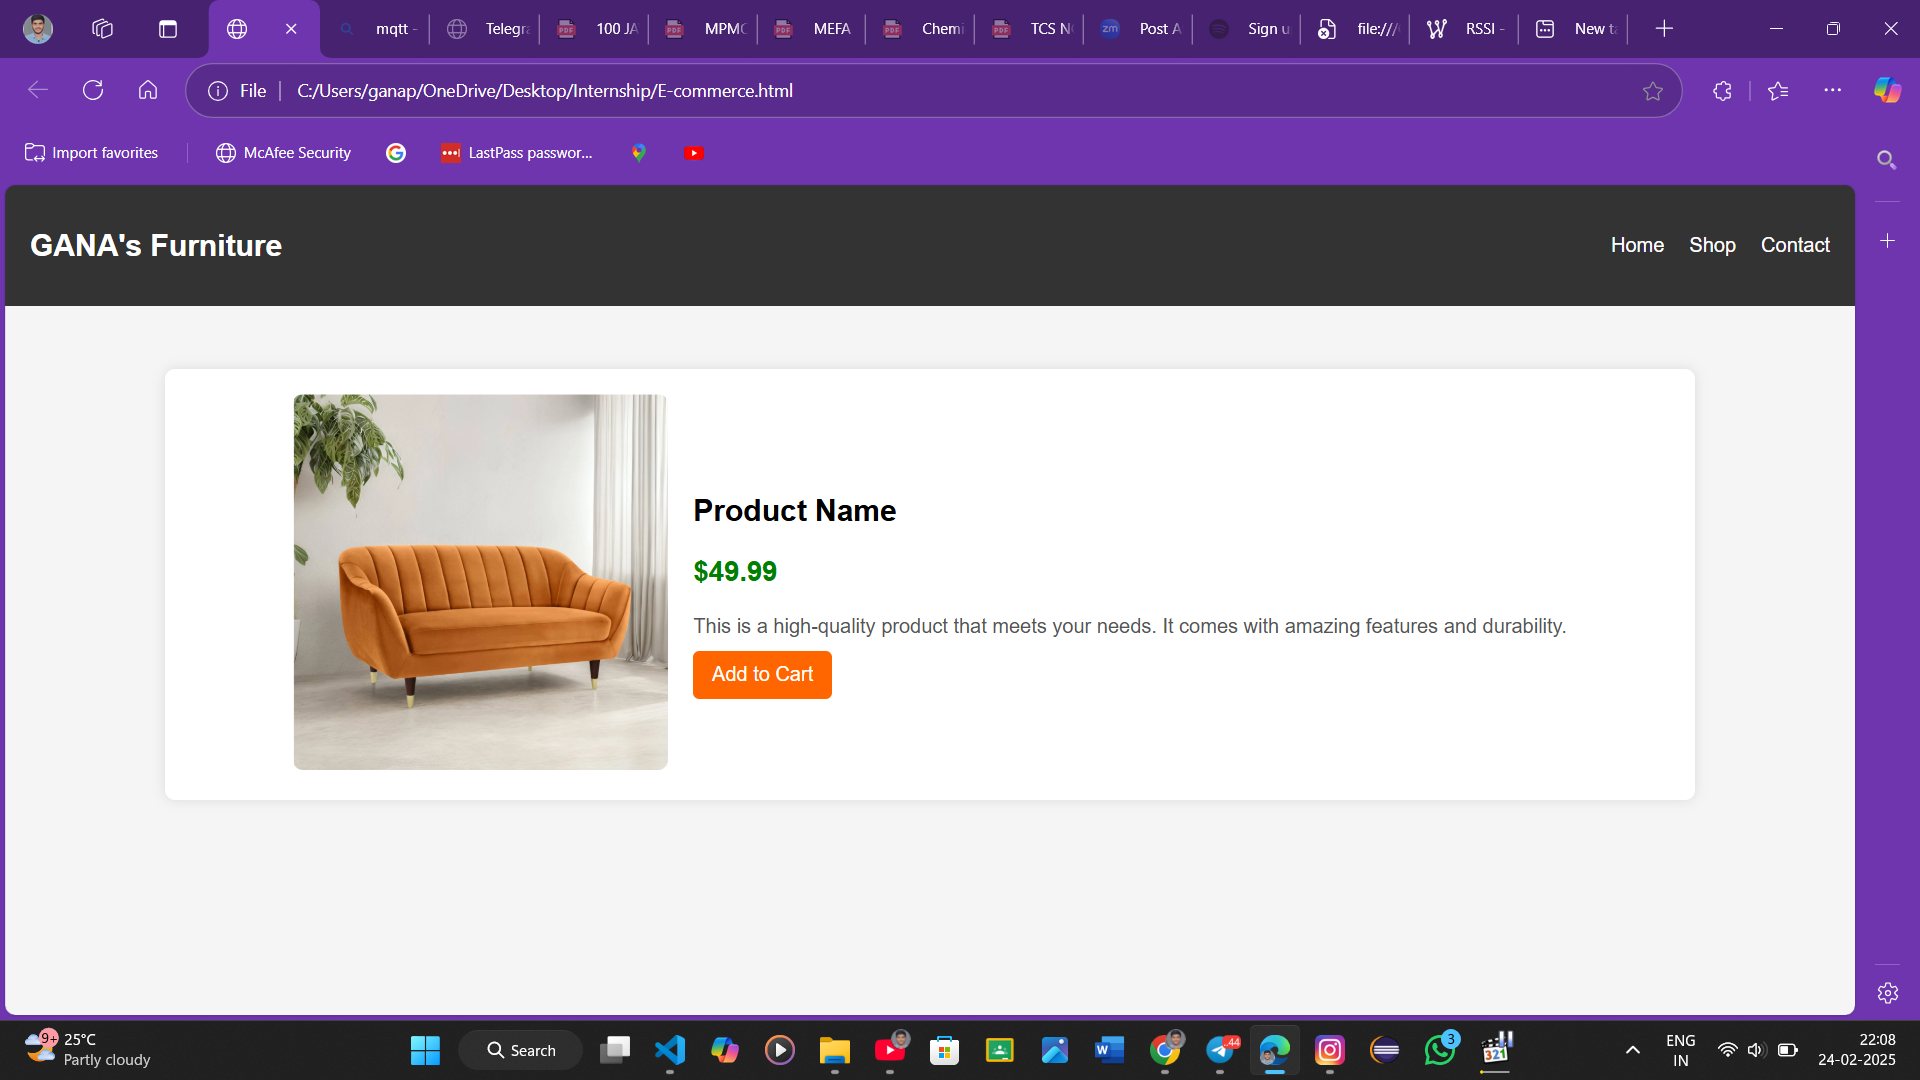 mqtt -
Telegra
100 JA
MPMC
MEFA
Chemi
TCS N
Post A
Sign u
file:///
RSSI -
New ta
File
C:/Users/ganap/OneDrive/Desktop/Internship/E-commerce.html
Import favorites
McAfee Security
LastPass passwor...
GANA's Furniture
Home
Shop
Contact
Product Name
$49.99
This is a high-quality product that meets your needs. It comes with amazing features and durability.
Add to Cart
9+
25°C
Partly cloudy
Search
..44
3
321
ENG
IN
22:08
24-02-2025